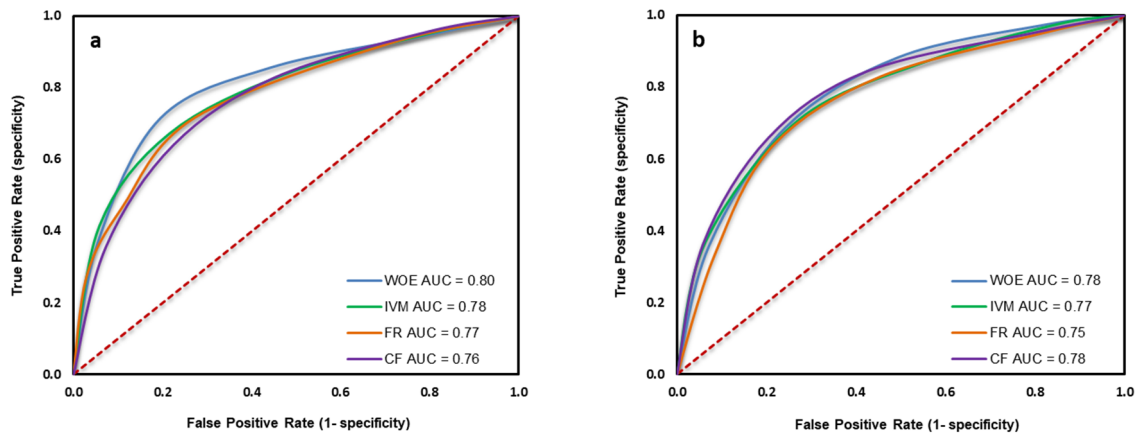 a
True Positive Rate (specificity)
1.0
0.8
0.6
0.4
0.2
0.0
WOE AUC = 0.80
IVM AUC = 0.78
FR AUC = 0.77
CF AUC = 0.76
0.0 0.2 0.4 0.6 0.8 1.0
False Positive Rate (1- specificity)
b
True Positive Rate (specificity)
1.0
0.8
0.6
0.4
0.2
0.0
WOE AUC = 0.78
IVM AUC = 0.77
FR AUC = 0.75
CF AUC = 0.78
0.0 0.2 0.4 0.6 0.8 1.0
False Positive Rate (1- specificity)